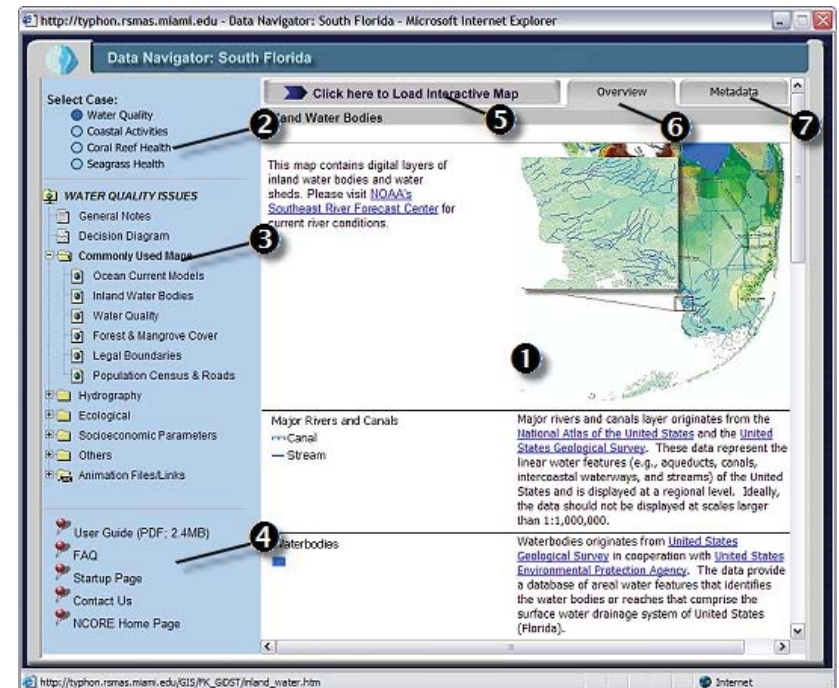 http://typhon.rsmas.miami.edu - Data Navigator: South Florida - Microsoft Internet Explorer
Data Navigator: South Florida
Select Case:
Water Quality
Coastal Activities
Coral Reef Health
Seagrass Health
2
WATER QUALITY ISSUES
General Notes
Decision Diagram
Commonly Used Maps
3
Ocean Current Models
Inland Water Bodies
Water Quality
Forest & Mangrove Cover
Legal Boundaries
Population Census & Roads
Hydrography
Ecological
Socioeconomic Parameters
Others
Animation Files/Links
User Guide (PDF; 2.4MB)
FAQ
Startup Page
Contact Us
NCORE Home Page
4
Click here to Load Interactive Map
5
Overview
6
Metadata
7
Inland Water Bodies
This map contains digital layers of
inland water bodies and water
sheds. Please visit NOAA's
Southeast River Forecast Center for
current river conditions.
1
Major Rivers and Canals
Canal
Stream
Major rivers and canals layer originates from the
National Atlas of the United States and the United
States Geological Survey. These data represent the
linear water features (e.g., aqueducts, canals,
intercoastal waterways, and streams) of the United
States and is displayed at a regional level. Ideally,
the data should not be displayed at scales larger
than 1:1,000,000.
Waterbodies
Waterbodies originates from United States
Geological Survey in cooperation with United States
Environmental Protection Agency. The data provide
a database of areal water features that identifies
the water bodies or reaches that comprise the
surface water drainage system of United States
(Florida).
http://typhon.rsmas.miami.edu/GIS/FK_GDST/inland_water.htm
Internet